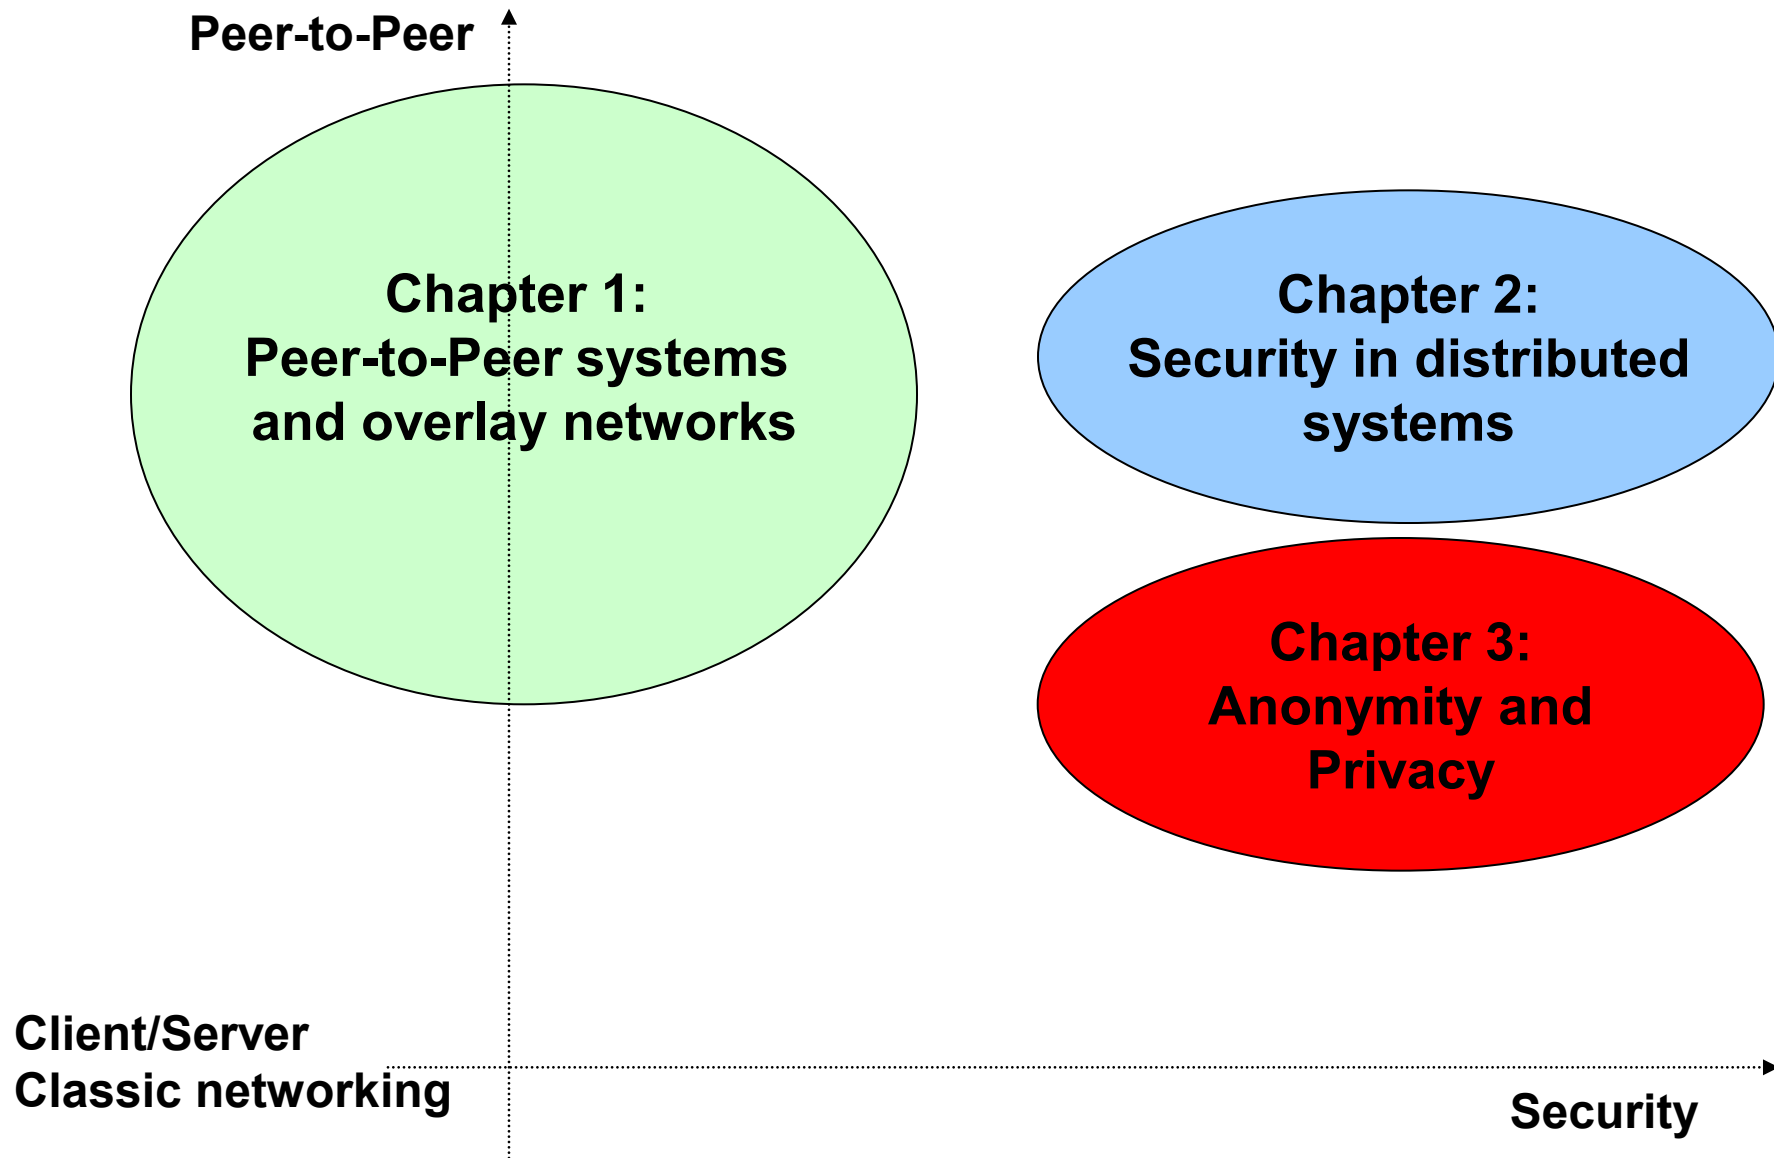 Peer-to-Peer
Chapter 1:
Peer-to-Peer systems
and overlay networks
Chapter 2:
Security in distributed
systems
Chapter 3:
Anonymity and
Privacy
Client/Server
Classic networking
Security